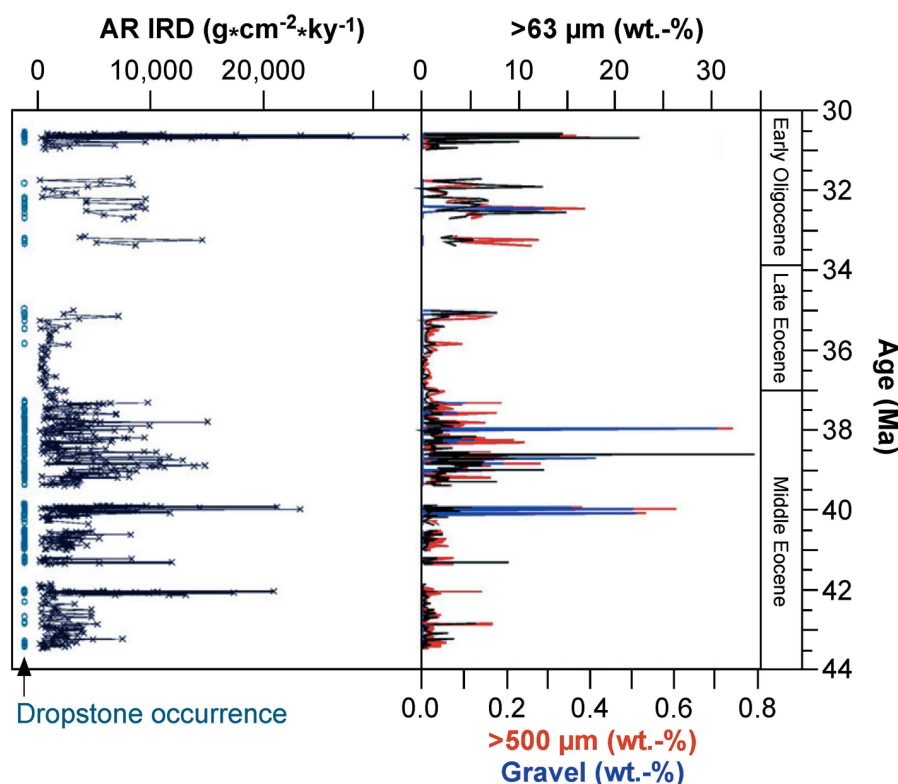 AR IRD (g*cm-2*ky-1)
>63 µm (wt.-%)
0 10,000 20,000
0 10 20 30
30
32
34
36
38
40
42
44
Early Oligocene
Late Eocene
Middle Eocene
Age (Ma)
Dropstone occurrence
0.0 0.2 0.4 0.6 0.8
>500 µm (wt.-%)
Gravel (wt.-%)